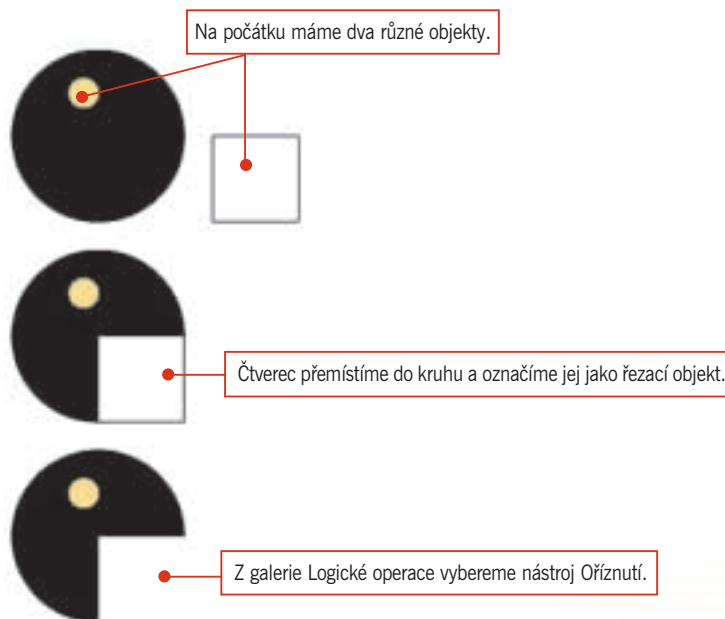 Na počátku máme dva různé objekty.
Čtverec přemístíme do kruhu a označíme jej jako řezací objekt.
Z galerie Logické operace vybereme nástroj Oříznutí.